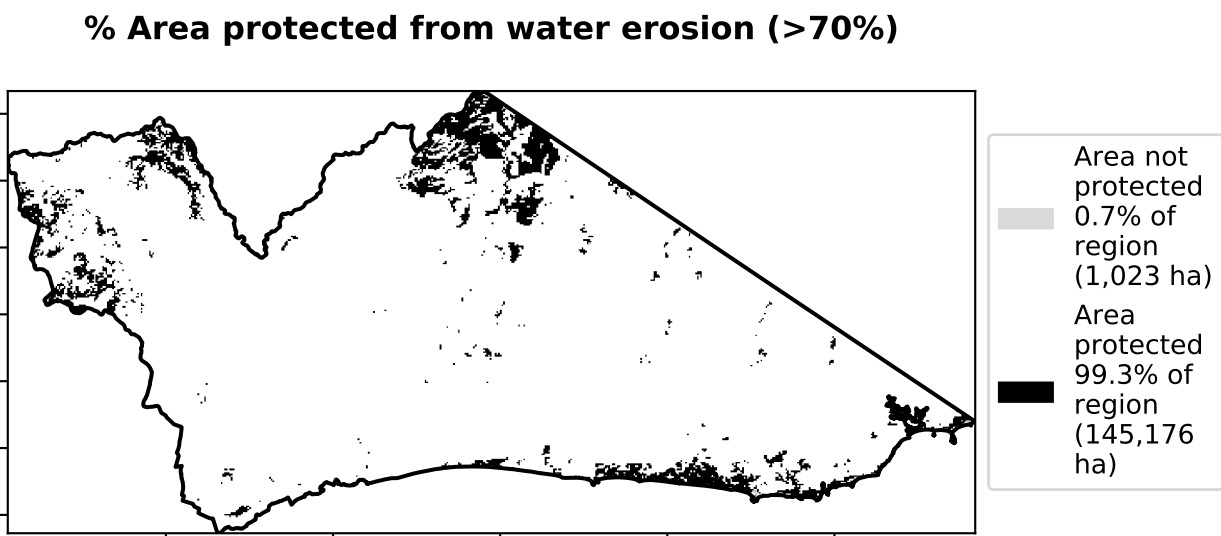 % Area protected from water erosion (>70%)
Area not
protected
0.7% of
region
(1,023 ha)
Area
protected
99.3% of
region
(145,176
ha)